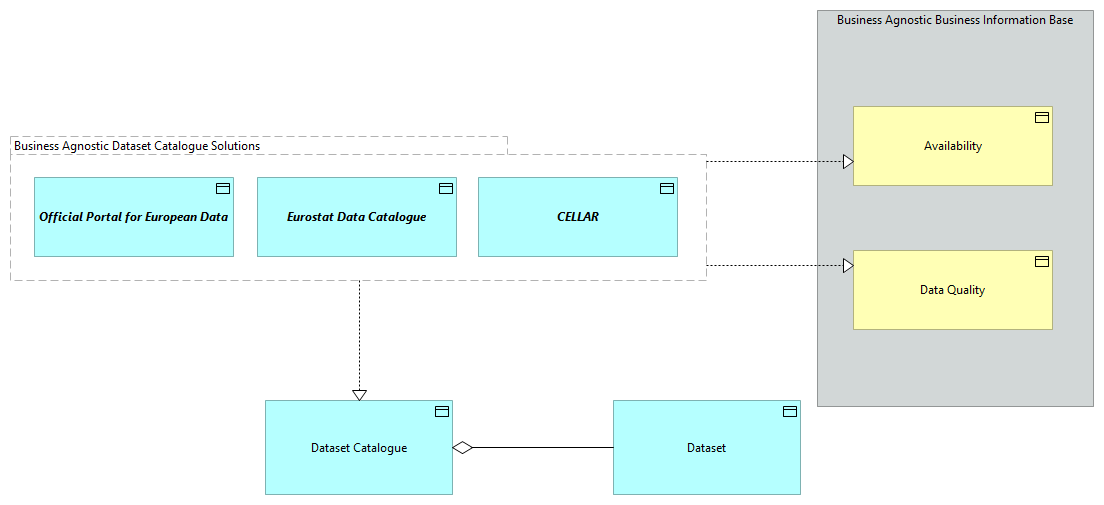 Business Agnostic Business Information Base
Availability
Business Agnostic Dataset Catalogue Solutions
Official Portal for European Data
Eurostat Data Catalogue
CELLAR
Data Quality
Dataset Catalogue
Dataset